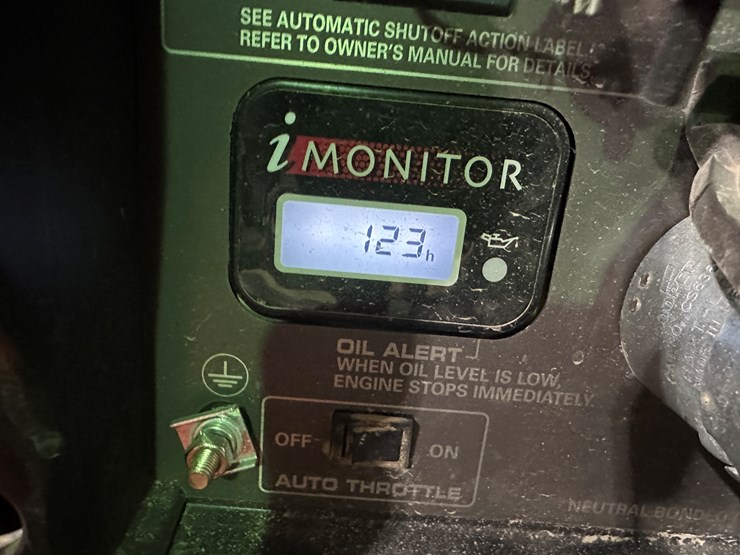 SEE AUTOMATIC SHUTOFF ACTION LABEL.
REFER TO OWNER'S MANUAL FOR DETAILS.
i MONITOR
123h
OIL ALERT
WHEN OIL LEVEL IS LOW,
ENGINE STOPS IMMEDIATELY.
OFF
ON
AUTO THROTTLE
NEUTRAL BONDED